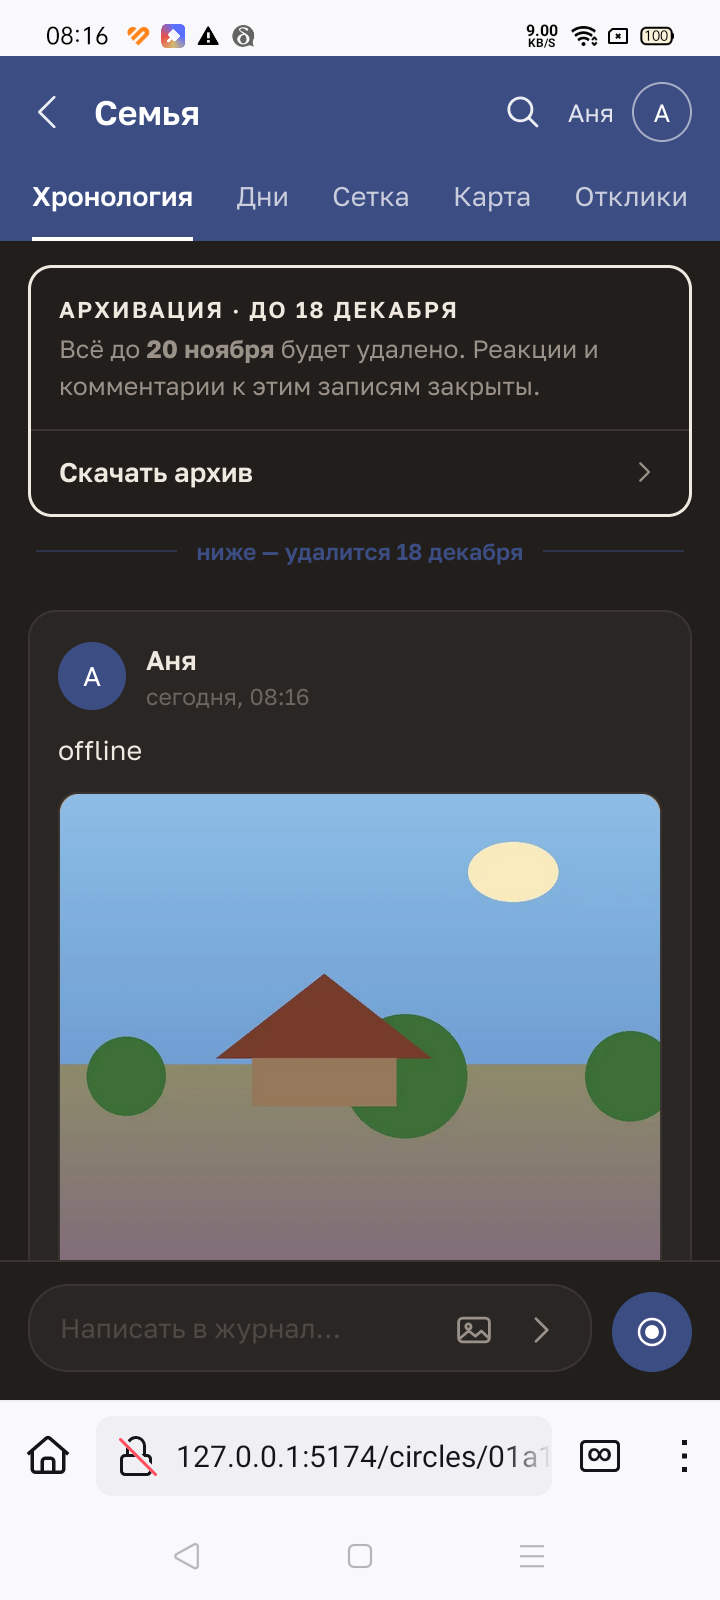 08:16
9.00
KB/S
100
Семья
Аня
А
Хронология Дни Сетка Карта Отклики
АРХИВАЦИЯ · ДО 18 ДЕКАБРЯ
Всё до 20 ноября будет удалено. Реакции и
комментарии к этим записям закрыты.
Скачать архив
ниже — удалится 18 декабря
А
Аня
сегодня, 08:16
offline
Написать в журнал...
127.0.0.1:5174/circles/01a1